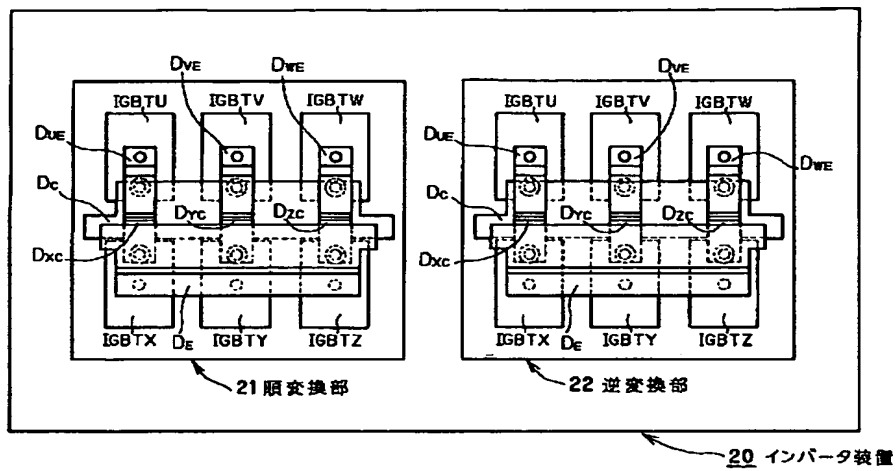 DVE DWE DVE
IGBTU IGBTV IGBTW IGBTU IGBTV IGBTW
DUE DUE DWE
DC DYC DZC DC DYC DZC
DXC DXC
IGBTX DE IGBTY IGBTZ IGBTX DE IGBTY IGBTZ
21 順変換部 22 逆変換部
20 インバータ装置